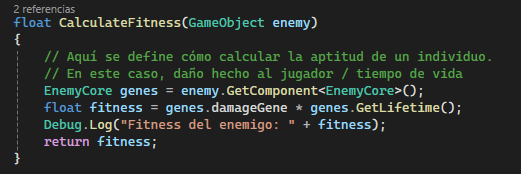 2 referencias
float CalculateFitness(GameObject enemy)
{
// Aquí se define cómo calcular la aptitud de un individuo.
// En este caso, daño hecho al jugador / tiempo de vida
EnemyCore genes = enemy.GetComponent<EnemyCore>();
float fitness = genes.damageGene * genes.GetLifetime();
Debug.Log("Fitness del enemigo: " + fitness);
return fitness;
}